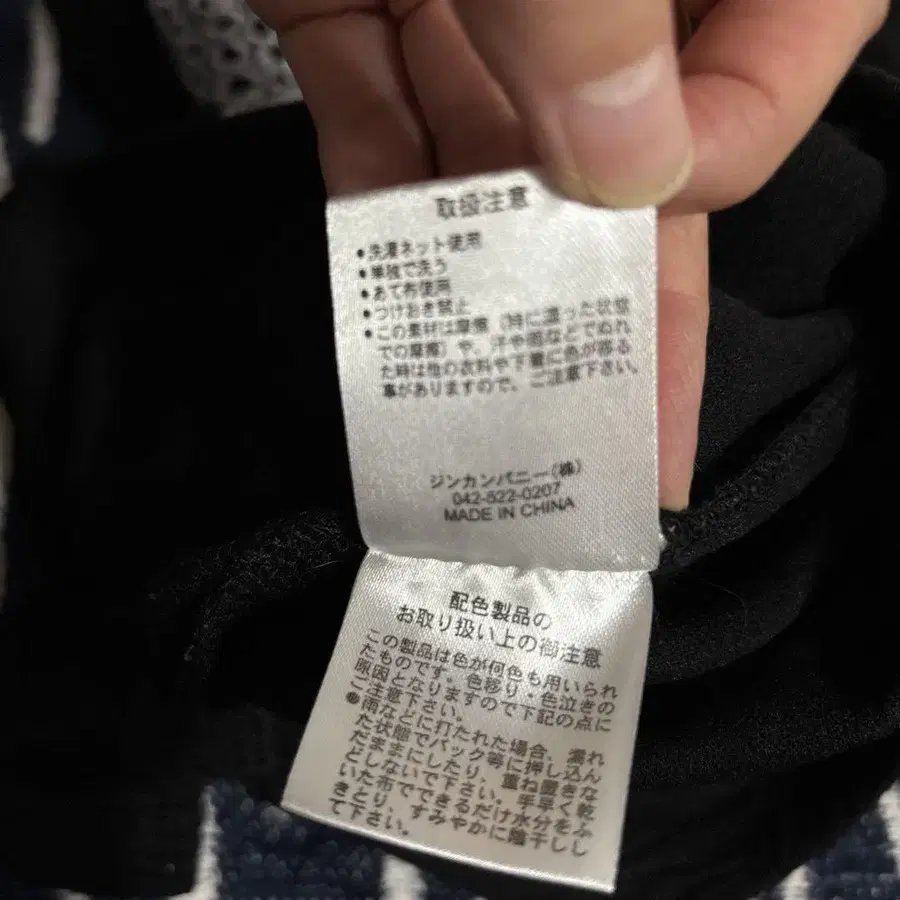 取扱注意
●洗濯ネット使用
●単独で洗う
●あて布使用
●つけおき禁止
●この素材は摩擦(特に湿った状態
での摩擦)や、汗や雨などでぬれ
た時は他の衣料や下着に色が移る
事がありますので、ご注意下さい。
ジンカンパニー(株)
042-522-0207
MADE IN CHINA
配色製品の
お取り扱い上の御注意
この製品は色が何色も用いられ
たものです。色移り・色泣きの
原因となりますので下記の点に
ご注意下さい。
●雨などに打たれた場合、濡れ
た状態でバック等に押し込ん
だままにしたり、重ね置きな
どしないで下さい。手早く乾
いた布でできるだけ水分をふ
きとり、すみやかに陰干しし
て下さい。